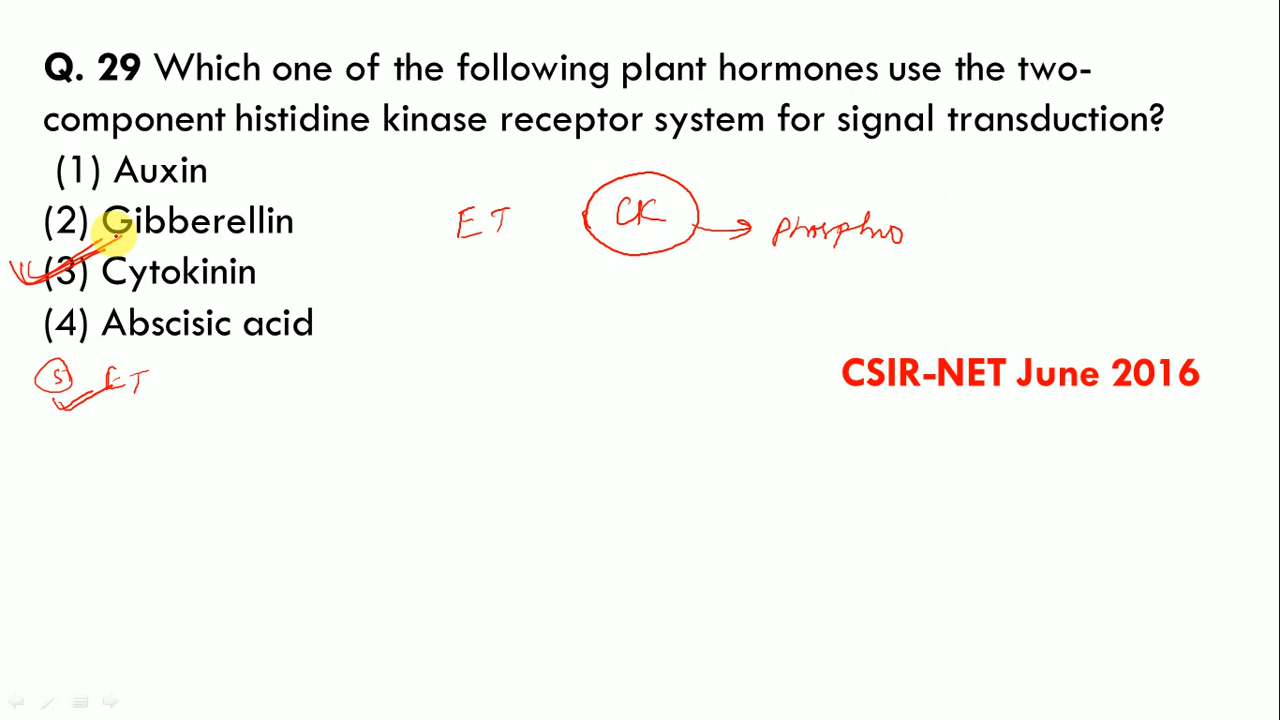 Q. 29 Which one of the following plant hormones use the two-
component histidine kinase receptor system for signal transduction?
(1) Auxin
(2) Gibberellin
ET CK phospho
(3) Cytokinin
(4) Abscisic acid
5 ET
CSIR-NET June 2016